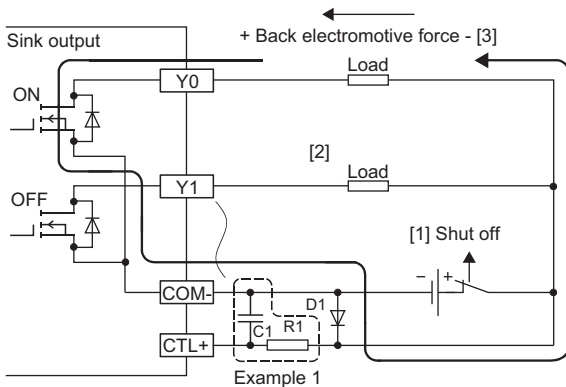 Sink output
+ Back electromotive force - [3]
Y0
Load
ON
[2]
Y1
Load
OFF
[1] Shut off
- +
COM-
D1
C1
R1
CTL+
Example 1